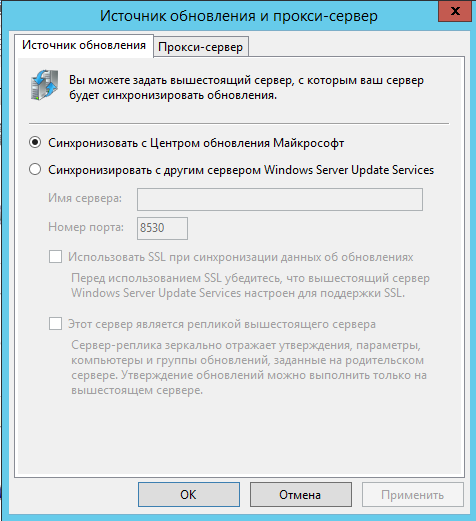 Источник обновления и прокси-сервер
x
Источник обновления
Прокси-сервер
Вы можете задать вышестоящий сервер, с которым ваш сервер
будет синхронизировать обновления.
Синхронизовать с Центром обновления Майкрософт
Синхронизировать с другим сервером Windows Server Update Services
Имя сервера:
Номер порта:
8530
Использовать SSL при синхронизации данных об обновлениях
Перед использованием SSL убедитесь, что вышестоящий сервер
Windows Server Update Services настроен для поддержки SSL.
Этот сервер является репликой вышестоящего сервера
Сервер-реплика зеркально отражает утверждения, параметры,
компьютеры и группы обновлений, заданные на родительском
сервере. Утверждение обновлений можно выполнить только на
вышестоящем сервере.
ОК
Отмена
Применить